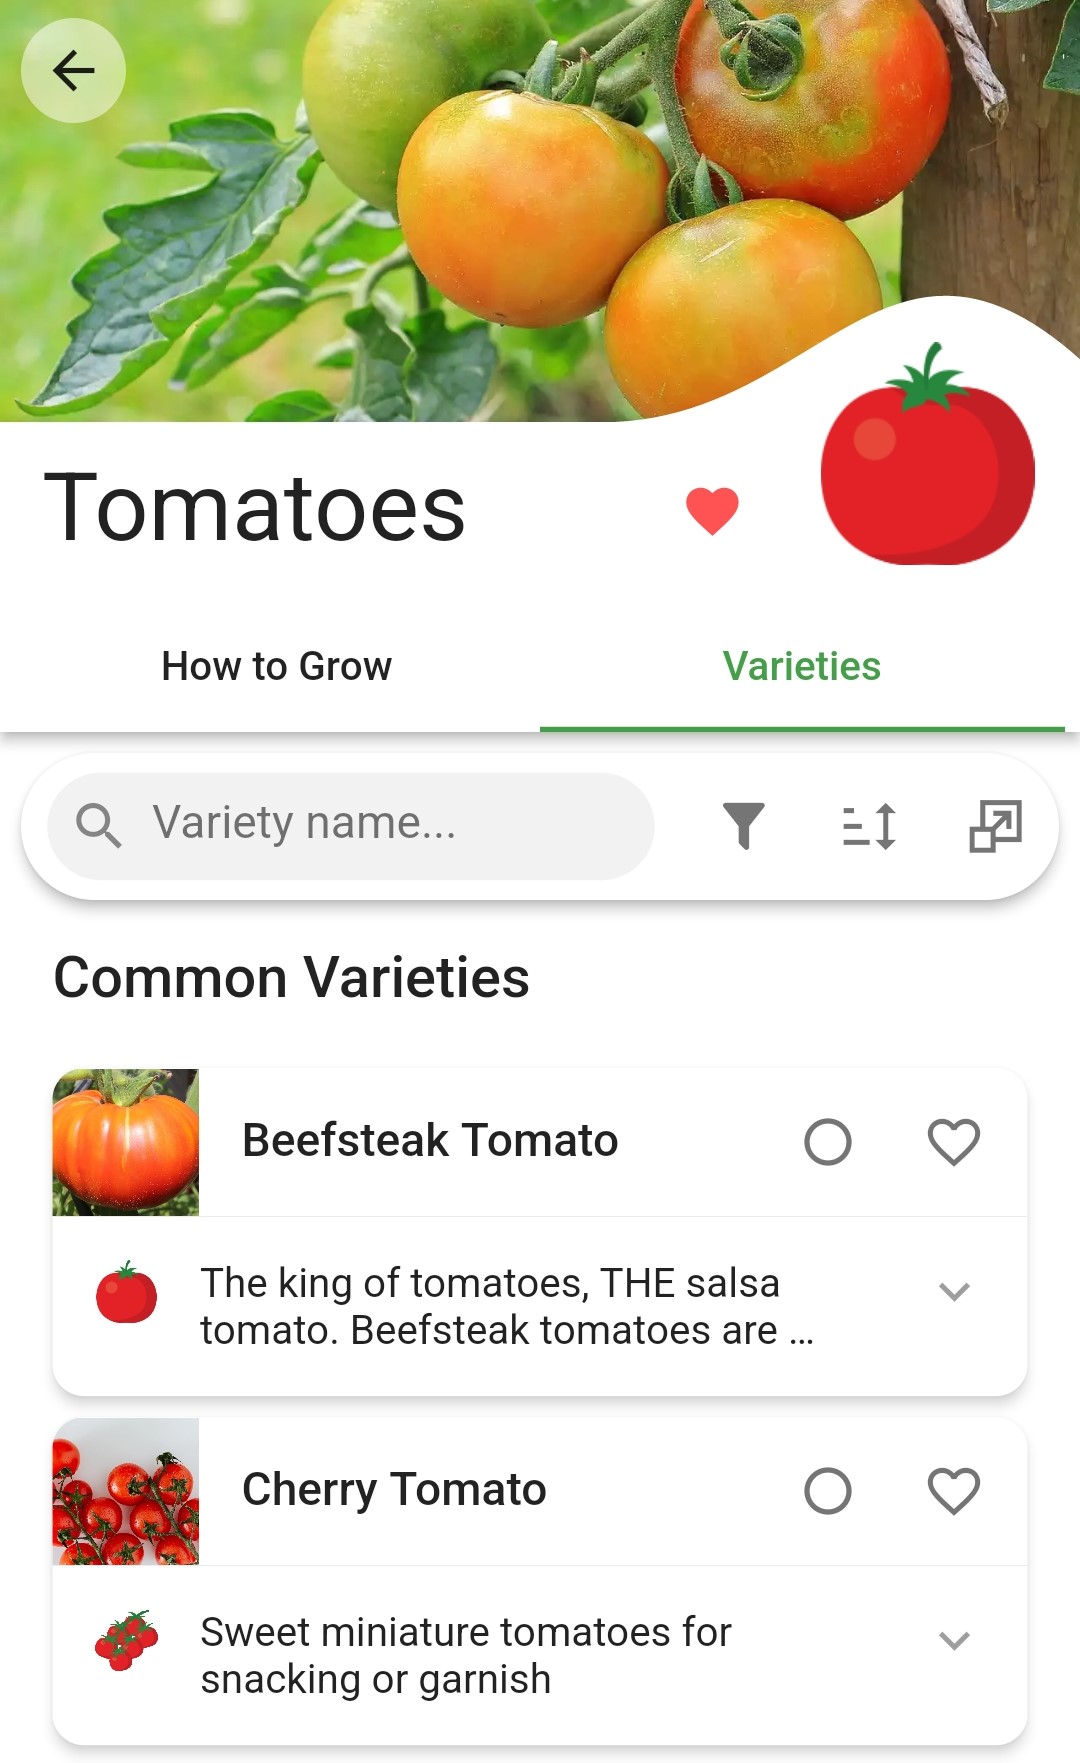 Tomatoes
How to Grow
Varieties
Variety name...
Common Varieties
Beefsteak Tomato
The king of tomatoes, THE salsa
tomato. Beefsteak tomatoes are ...
Cherry Tomato
Sweet miniature tomatoes for
snacking or garnish